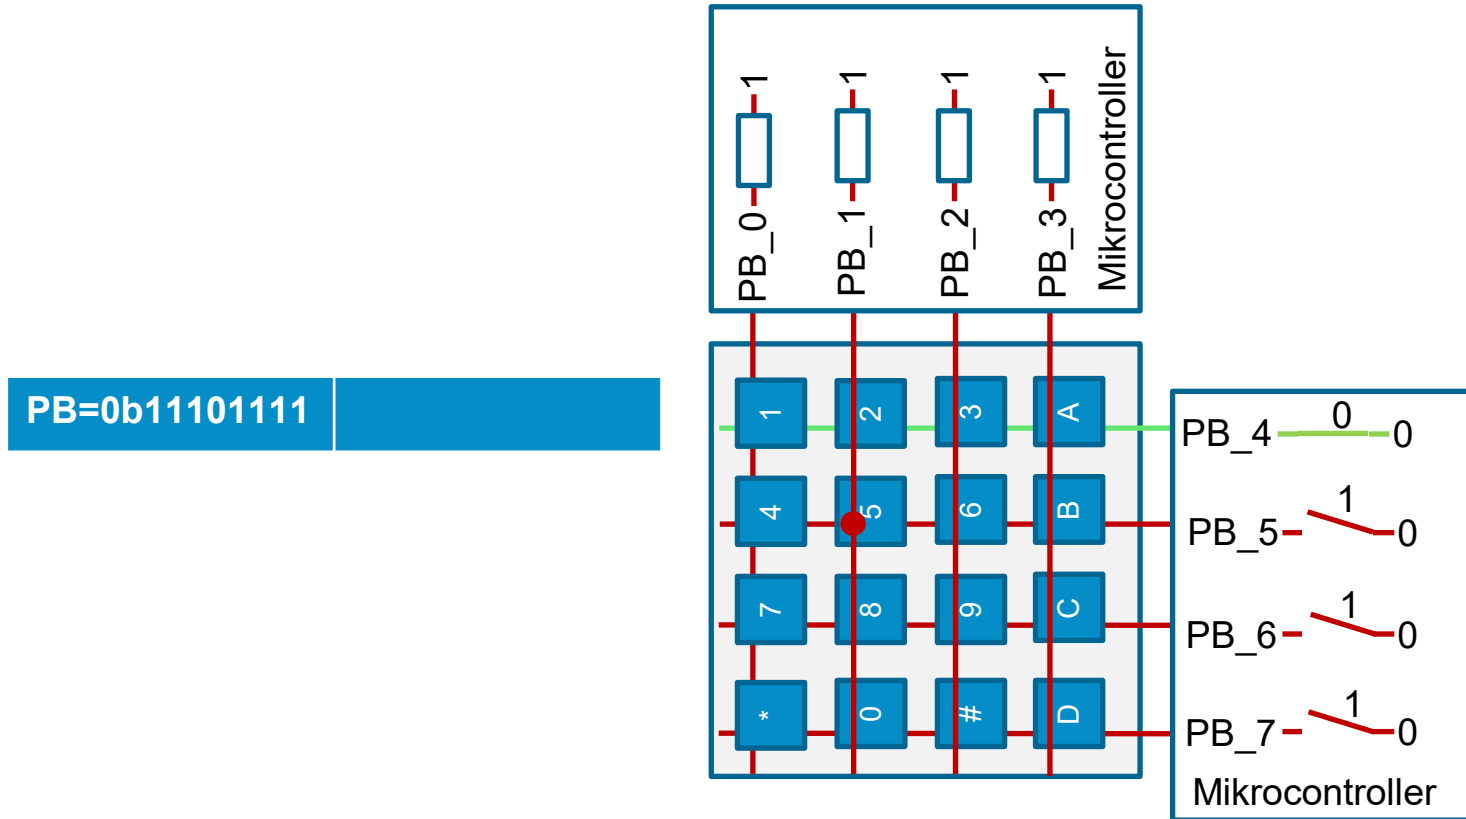 PB=0b11101111
1 1 1 1
PB_0 PB_1 PB_2 PB_3
Mikrocontroller
1 2 3 A
4 5 6 B
7 8 9 C
* 0 # D
PB_4 0 0
PB_5 1 0
PB_6 1 0
PB_7 1 0
Mikrocontroller